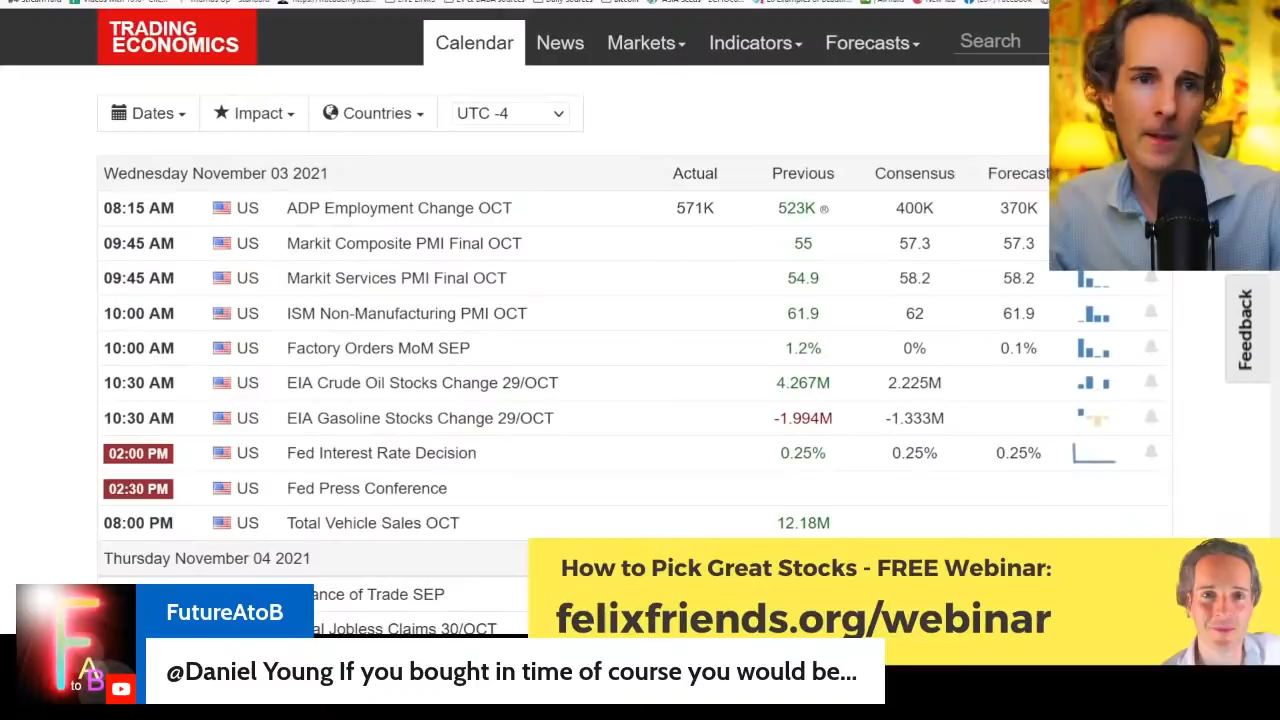 TRADING
ECONOMICS
Calendar
News
Markets
Indicators
Forecasts
Search
Dates
Impact
Countries
UTC -4
Wednesday November 03 2021 Actual Previous Consensus Forecast
08:15 AM US ADP Employment Change OCT 571K 523K ® 400K 370K
09:45 AM US Markit Composite PMI Final OCT 55 57.3 57.3
09:45 AM US Markit Services PMI Final OCT 54.9 58.2 58.2
10:00 AM US ISM Non-Manufacturing PMI OCT 61.9 62 61.9
10:00 AM US Factory Orders MoM SEP 1.2% 0% 0.1%
10:30 AM US EIA Crude Oil Stocks Change 29/OCT 4.267M 2.225M
10:30 AM US EIA Gasoline Stocks Change 29/OCT -1.994M -1.333M
02:00 PM US Fed Interest Rate Decision 0.25% 0.25% 0.25%
02:30 PM US Fed Press Conference
08:00 PM US Total Vehicle Sales OCT 12.18M
Thursday November 04 2021
ance of Trade SEP
al Jobless Claims 30/OCT
Feedback
How to Pick Great Stocks - FREE Webinar:
felixfriends.org/webinar
F
A
to B
FutureAtoB
@Daniel Young If you bought in time of course you would be...